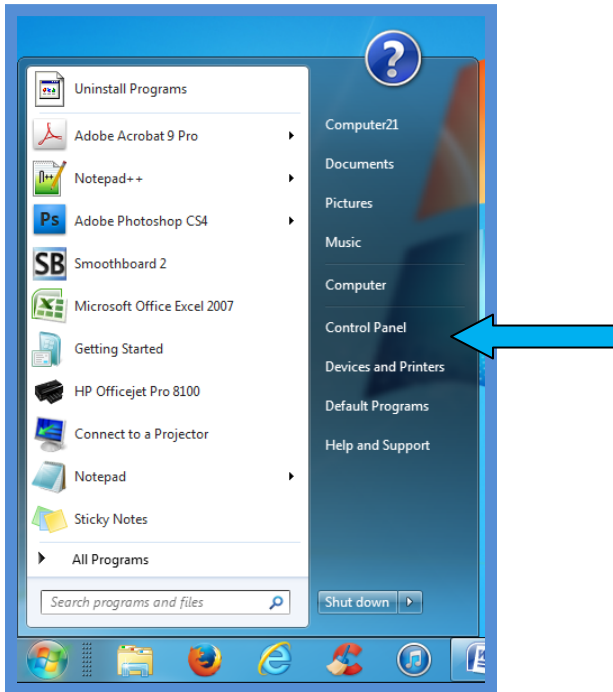 Uninstall Programs
Adobe Acrobat 9 Pro
Notepad++
Adobe Photoshop CS4
Smoothboard 2
Microsoft Office Excel 2007
Getting Started
HP Officejet Pro 8100
Connect to a Projector
Notepad
Sticky Notes
All Programs
Search programs and files
Computer21
Documents
Pictures
Music
Computer
Control Panel
Devices and Printers
Default Programs
Help and Support
Shut down
Ps
SB